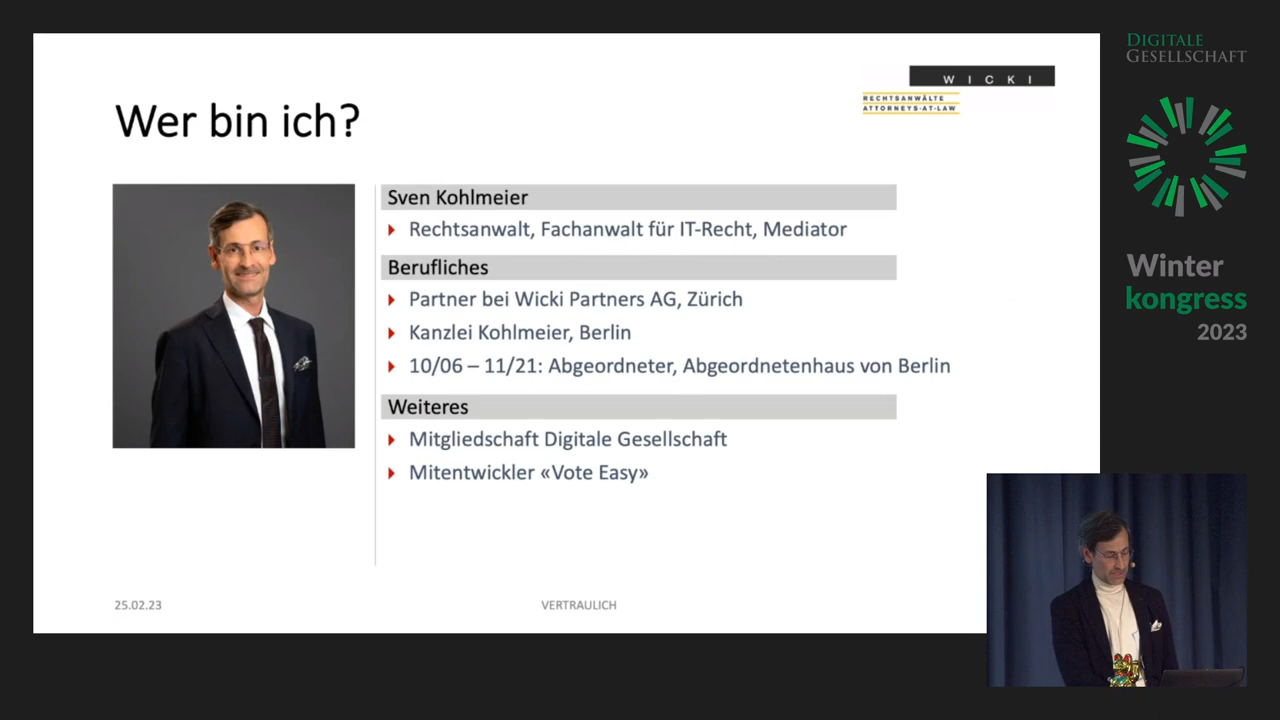 Wer bin ich?
WICKI
RECHTSANWÄLTE
ATTORNEYS-AT-LAW
Sven Kohlmeier
Rechtsanwalt, Fachanwalt für IT-Recht, Mediator
Berufliches
Partner bei Wicki Partners AG, Zürich
Kanzlei Kohlmeier, Berlin
10/06 – 11/21: Abgeordneter, Abgeordnetenhaus von Berlin
Weiteres
Mitgliedschaft Digitale Gesellschaft
Mitentwickler «Vote Easy»
25.02.23
VERTRAULICH
DIGITALE
GESELLSCHAFT
Winter
kongress
2023